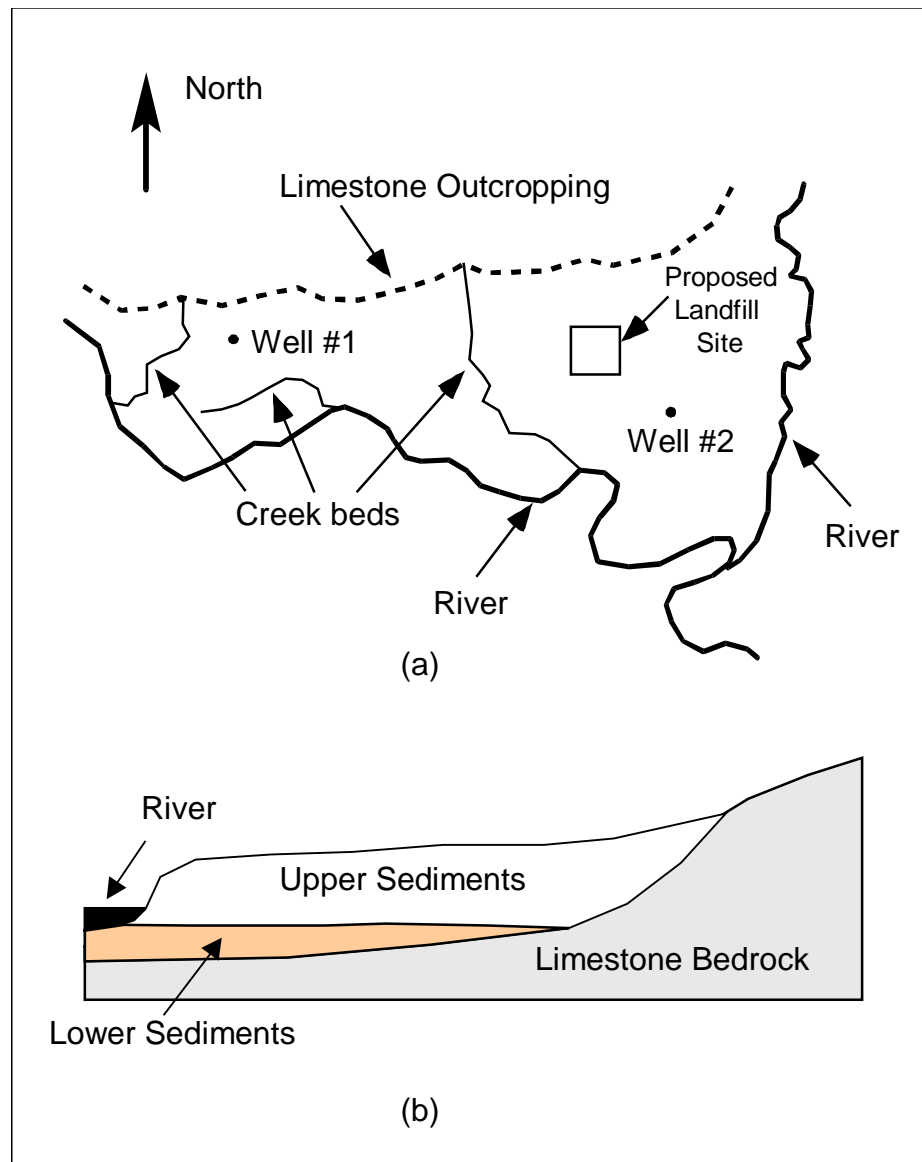 North
Limestone Outcropping
Proposed
Landfill
Site
Well #1
Well #2
Creek beds
River
River
(a)
River
Upper Sediments
Limestone Bedrock
Lower Sediments
(b)